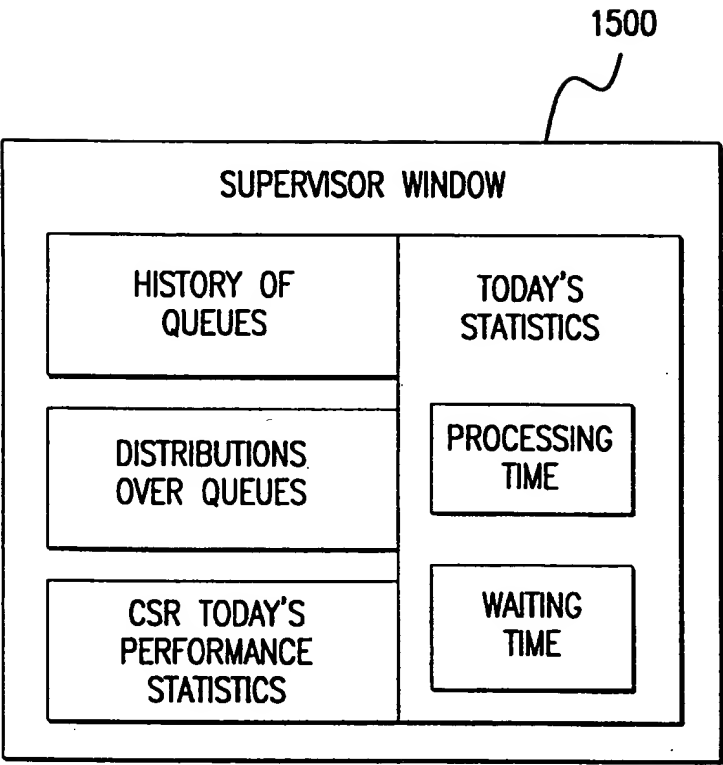 1500
SUPERVISOR WINDOW
HISTORY OF
QUEUES
DISTRIBUTIONS
OVER QUEUES
CSR TODAY'S
PERFORMANCE
STATISTICS
TODAY'S
STATISTICS
PROCESSING
TIME
WAITING
TIME